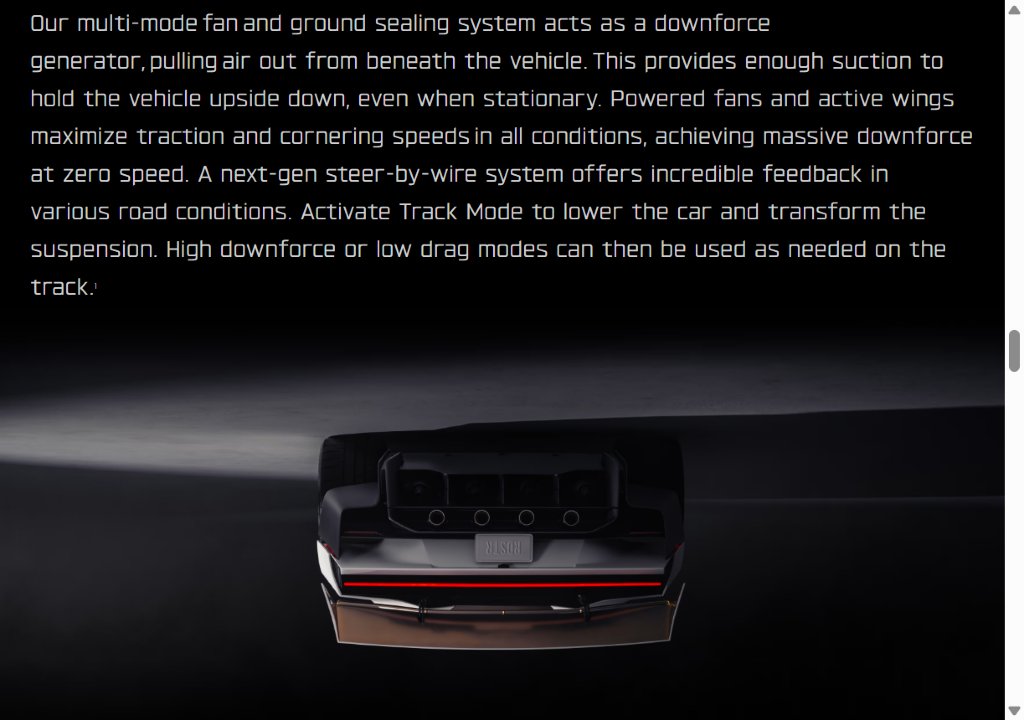 Our multi-mode fan and ground sealing system acts as a downforce
generator, pulling air out from beneath the vehicle. This provides enough suction to
hold the vehicle upside down, even when stationary. Powered fans and active wings
maximize traction and cornering speeds in all conditions, achieving massive downforce
at zero speed. A next-gen steer-by-wire system offers incredible feedback in
various road conditions. Activate Track Mode to lower the car and transform the
suspension. High downforce or low drag modes can then be used as needed on the
track.¹
RDSTR